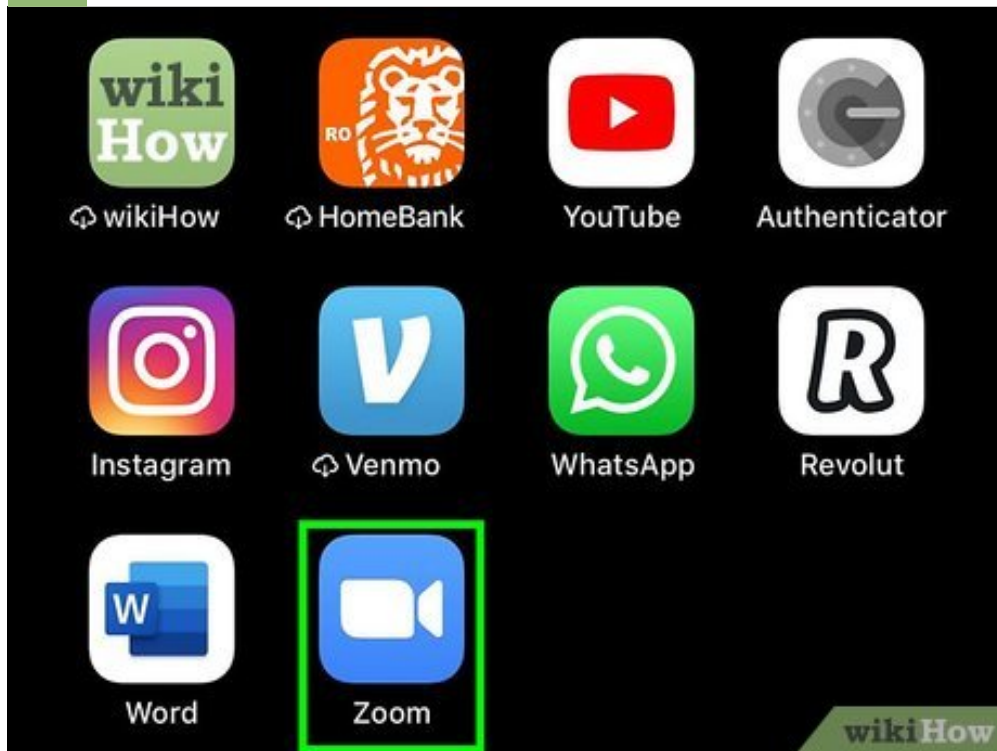 wiki
How
RO
wikiHow
HomeBank
YouTube
Authenticator
V
R
Instagram
Venmo
WhatsApp
Revolut
W
Word
Zoom
wikiHow